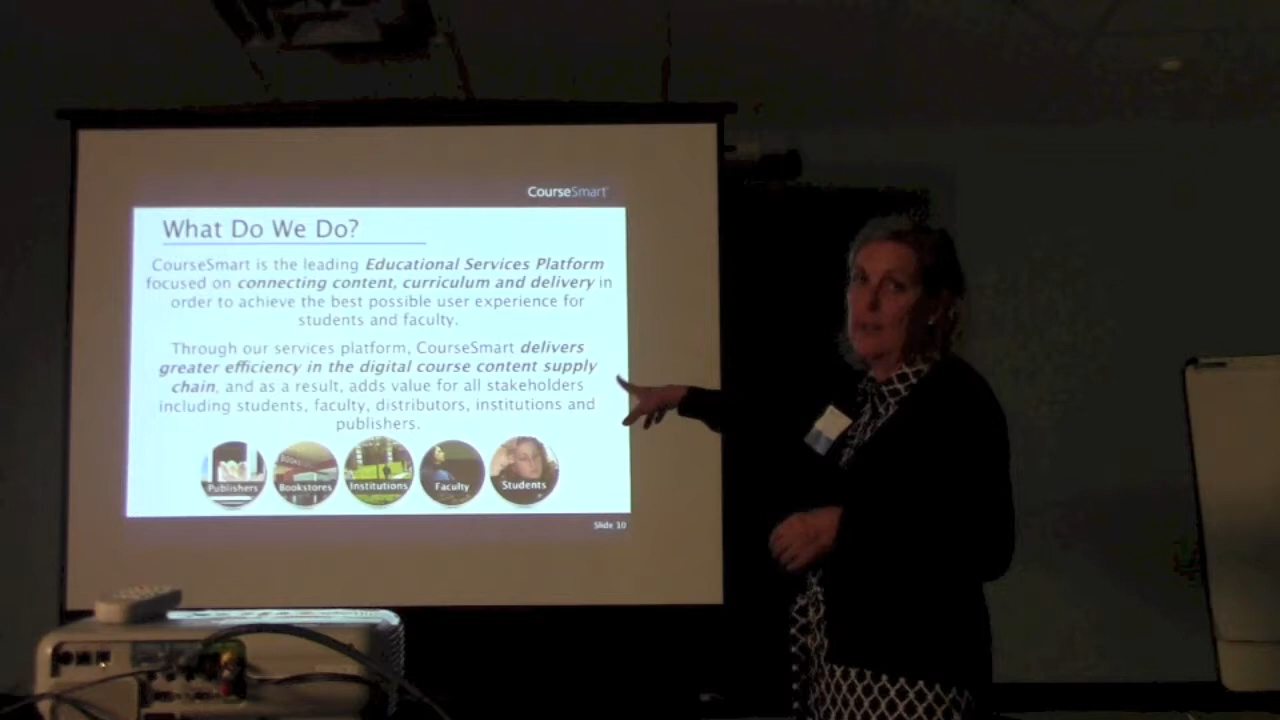 CourseSmart
What Do We Do?
CourseSmart is the leading Educational Services Platform
focused on connecting content, curriculum and delivery in
order to achieve the best possible user experience for
students and faculty.
Through our services platform, CourseSmart delivers
greater efficiency in the digital course content supply
chain, and as a result, adds value for all stakeholders
including students, faculty, distributors, institutions and
publishers.
Publishers Bookstores Institutions Faculty Students
Slide 10